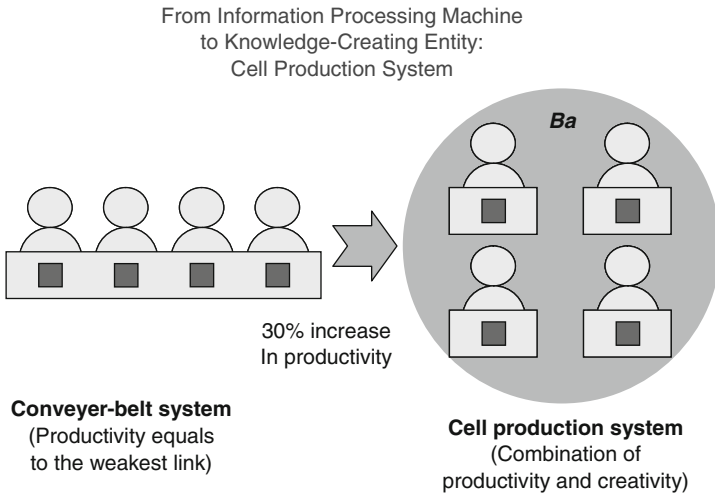 From Information Processing Machine
to Knowledge-Creating Entity:
Cell Production System
Ba
30% increase
In productivity
Conveyer-belt system
(Productivity equals
to the weakest link)
Cell production system
(Combination of
productivity and creativity)